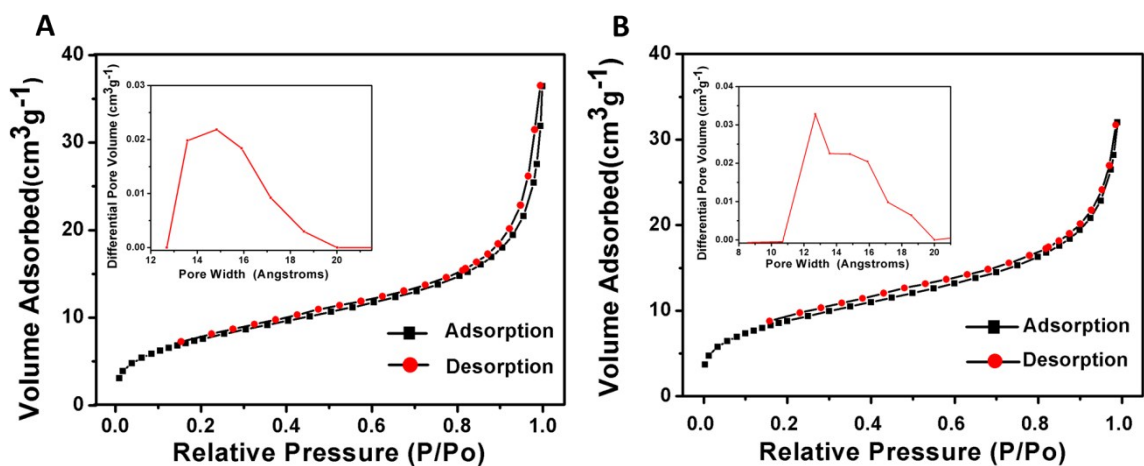 A
Volume Adsorbed(cm³g⁻¹)
40
30
20
10
0
0.0 0.2 0.4 0.6 0.8 1.0
Relative Pressure (P/Po)
Adsorption
Desorption
Differential Pore Volume (cm³g⁻¹)
0.03
0.02
0.01
0.00
12 14 16 18 20
Pore Width (Angstroms)
B
Volume Adsorbed(cm³g⁻¹)
40
30
20
10
0
0.0 0.2 0.4 0.6 0.8 1.0
Relative Pressure (P/Po)
Adsorption
Desorption
Differential Pore Volume (cm³g⁻¹)
0.04
0.03
0.02
0.01
0.00
8 10 12 14 16 18 20
Pore Width (Angstroms)